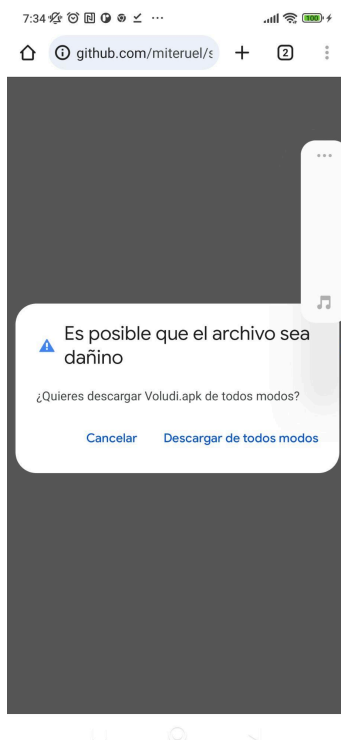 7:34
100
github.com/miteruel/s
2
Es posible que el archivo sea
dañino
¿Quieres descargar Voludi.apk de todos modos?
Cancelar Descargar de todos modos